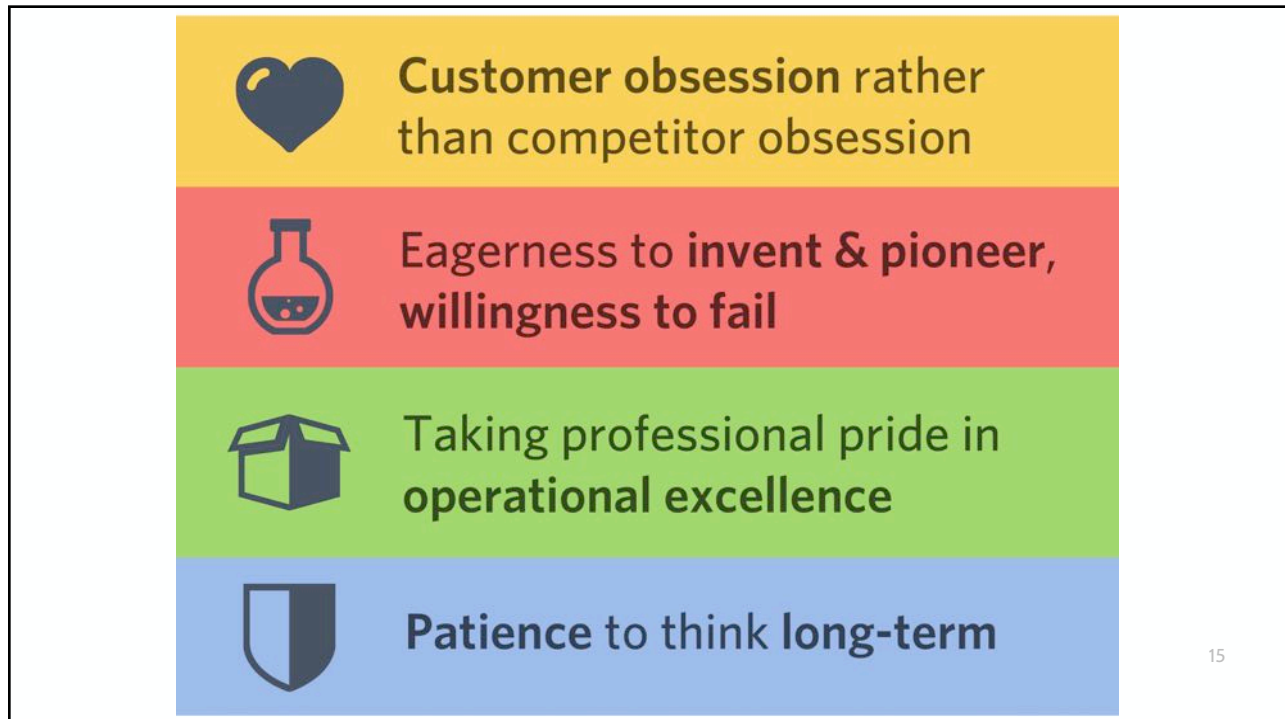 Customer obsession rather
than competitor obsession
Eagerness to invent & pioneer,
willingness to fail
Taking professional pride in
operational excellence
Patience to think long-term
15